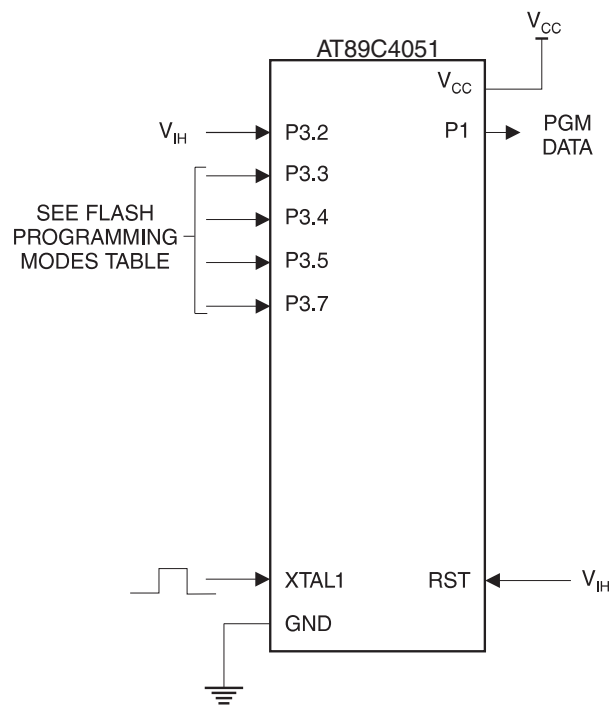 AT89C4051
VCC
VCC
VIH
P3.2
P1
PGM
DATA
P3.3
SEE FLASH
PROGRAMMING
MODES TABLE
P3.4
P3.5
P3.7
XTAL1
RST
VIH
GND